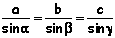 a/sinα = b/sinβ = c/sinγ